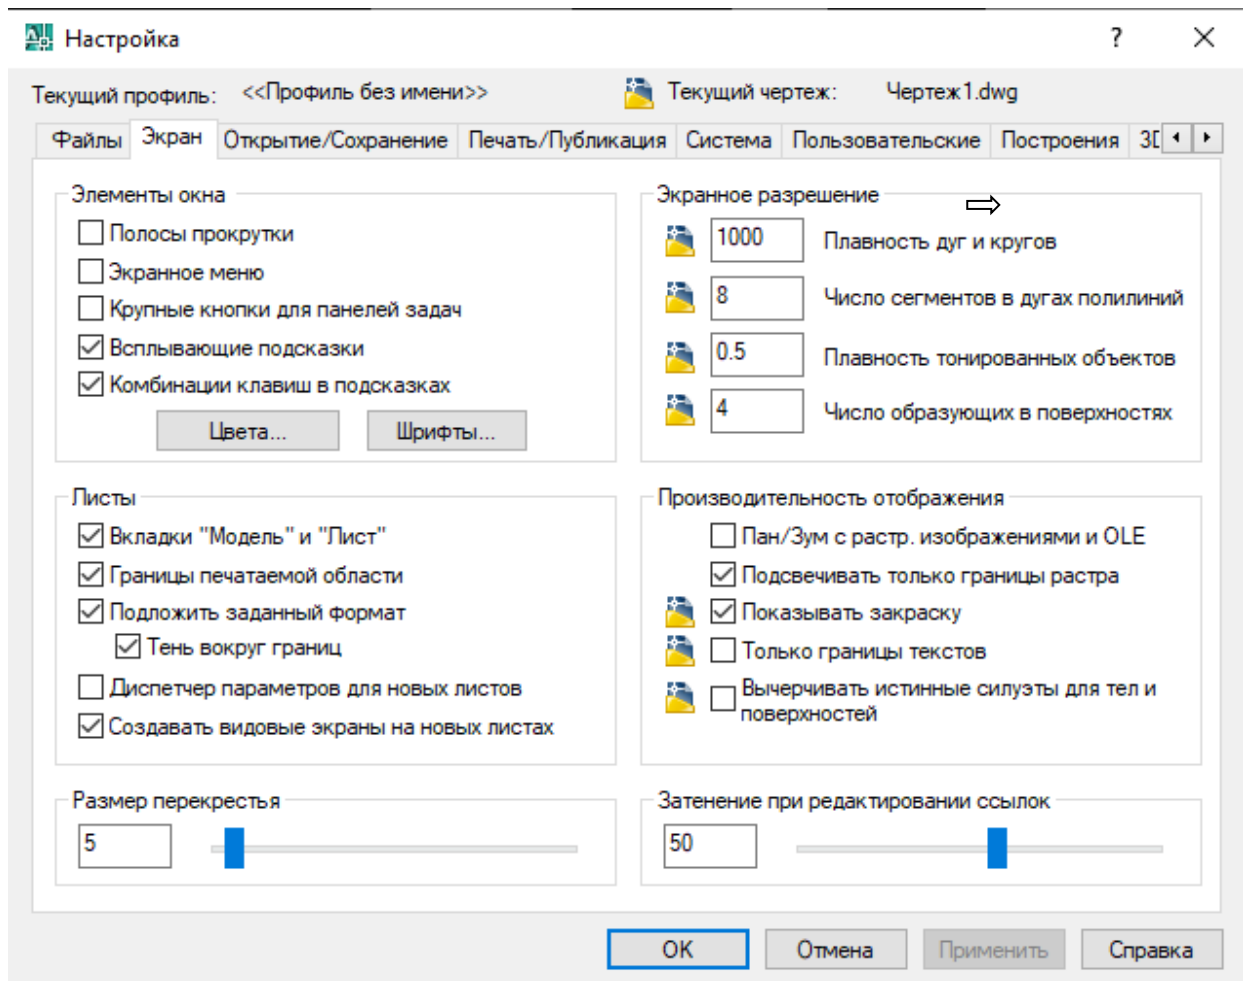 Настройка
Текущий профиль: <<Профиль без имени>> Текущий чертеж: Чертеж1.dwg
Файлы Экран Открытие/Сохранение Печать/Публикация Система Пользовательские Построения
Элементы окна
Полосы прокрутки
Экранное меню
Крупные кнопки для панелей задач
Всплывающие подсказки
Комбинации клавиш в подсказках
Цвета... Шрифты...
Экранное разрешение
1000 Плавность дуг и кругов
8 Число сегментов в дугах полилиний
0.5 Плавность тонированных объектов
4 Число образующих в поверхностях
Листы
Вкладки "Модель" и "Лист"
Границы печатаемой области
Подложить заданный формат
Тень вокруг границ
Диспетчер параметров для новых листов
Создавать видовые экраны на новых листах
Производительность отображения
Пан/Зум с растр. изображениями и OLE
Подсвечивать только границы растра
Показывать закраску
Только границы текстов
Вычерчивать истинные силуэты для тел и
поверхностей
Размер перекрестья
5
Затенение при редактировании ссылок
50
OK Отмена Применить Справка